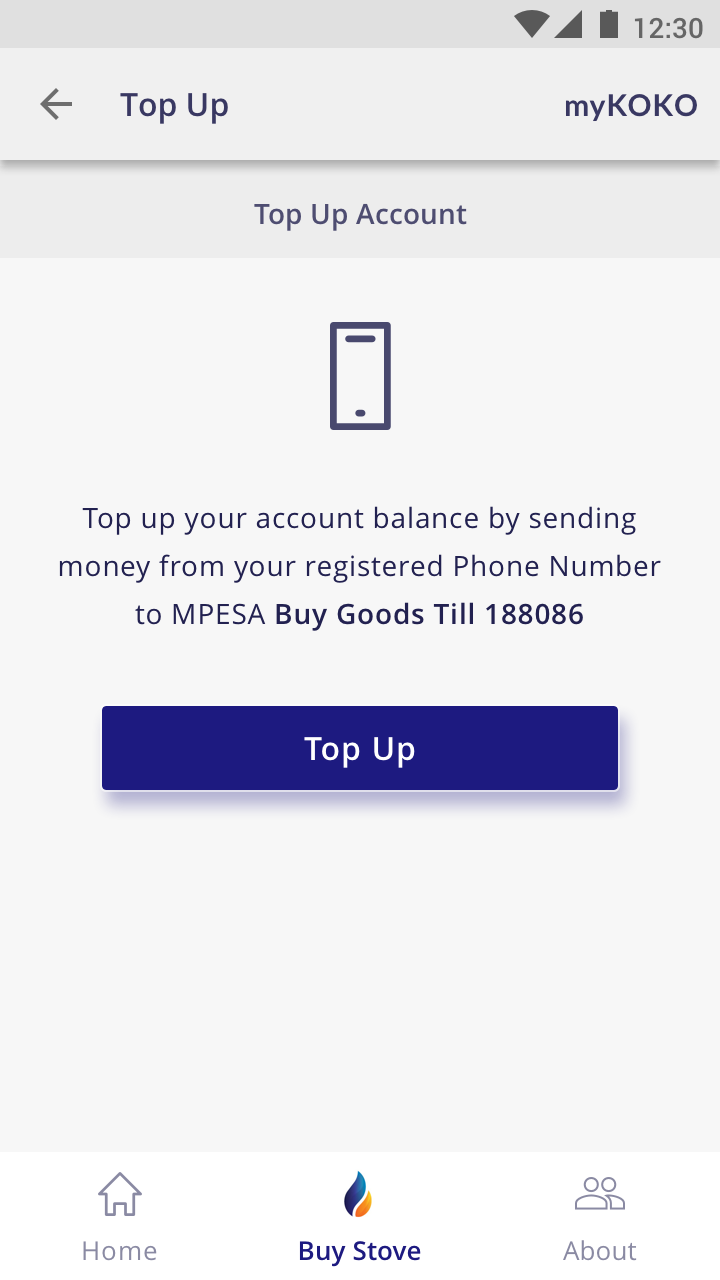 12:30
Top Up
myKOKO
Top Up Account
Top up your account balance by sending
money from your registered Phone Number
to MPESA Buy Goods Till 188086
Top Up
Home
Buy Stove
About